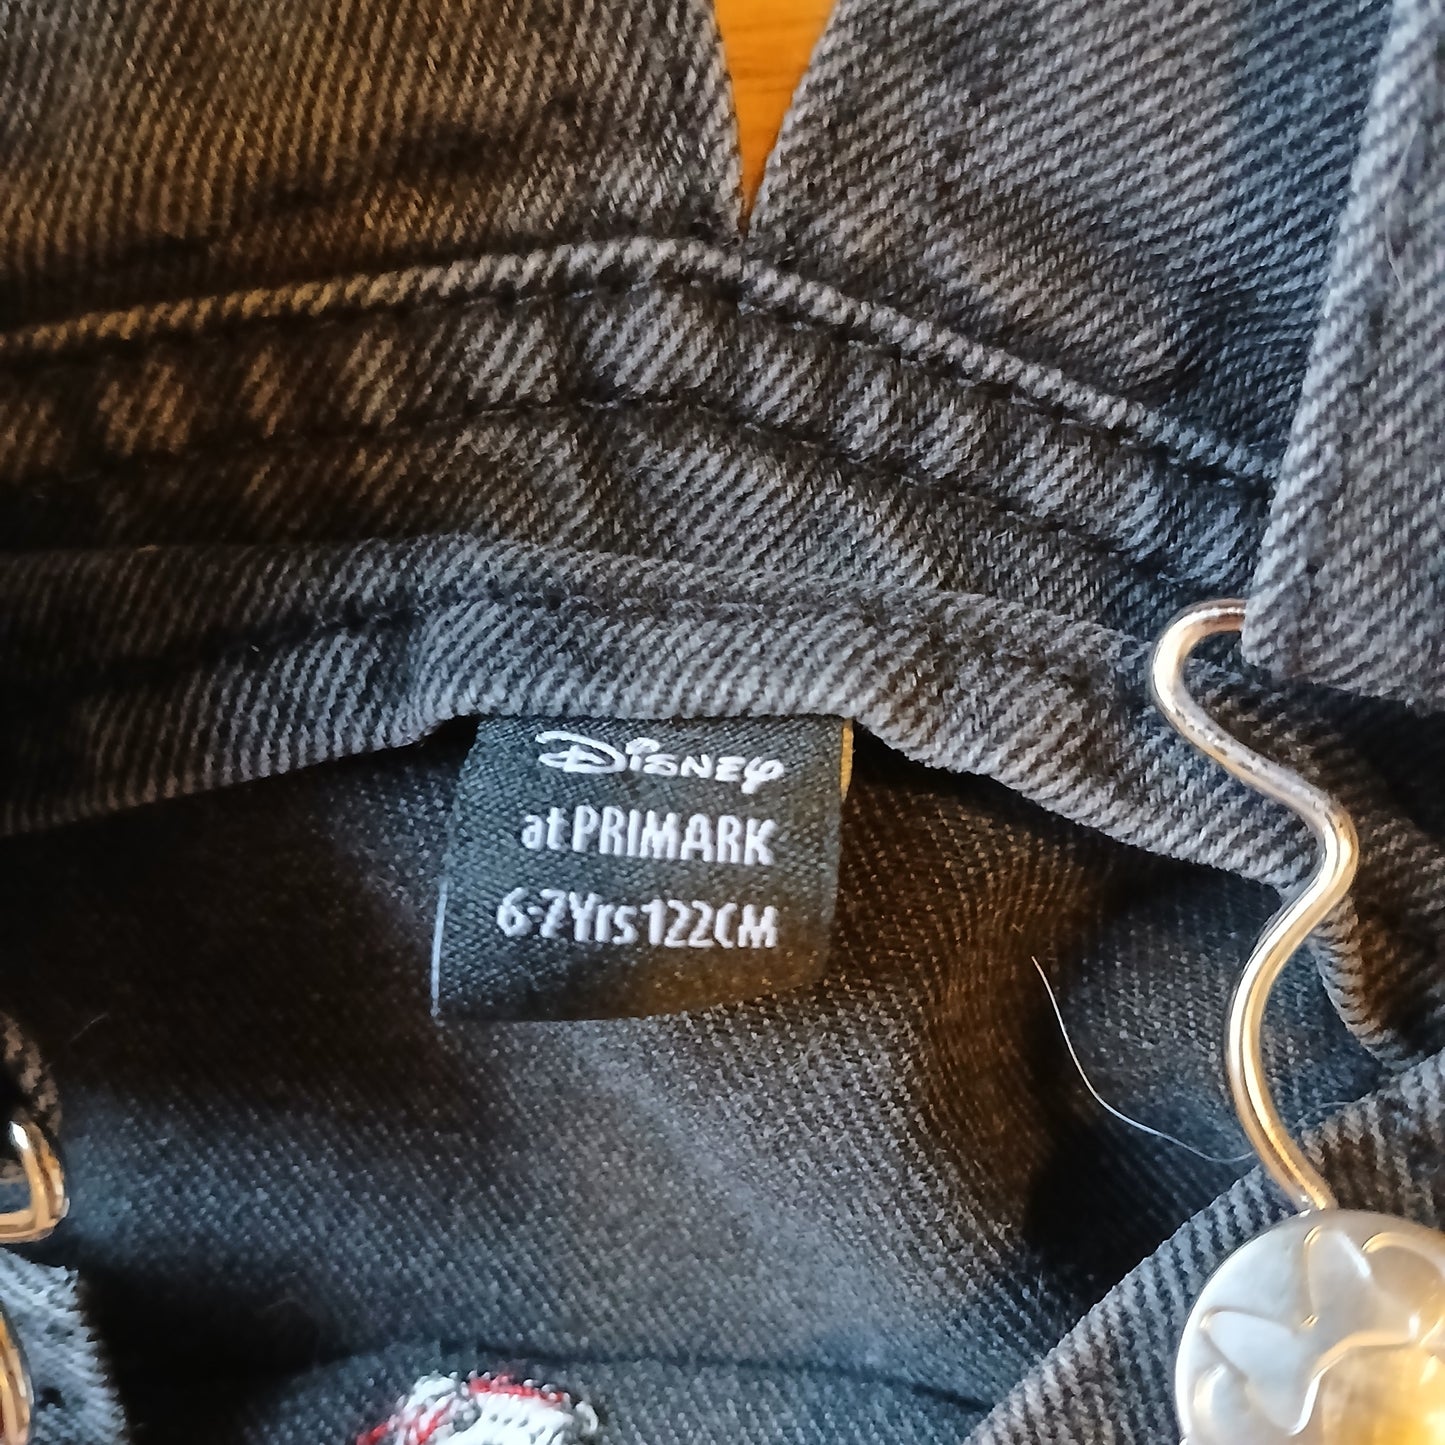 Disney
at PRIMARK
6-7Yrs 122CM